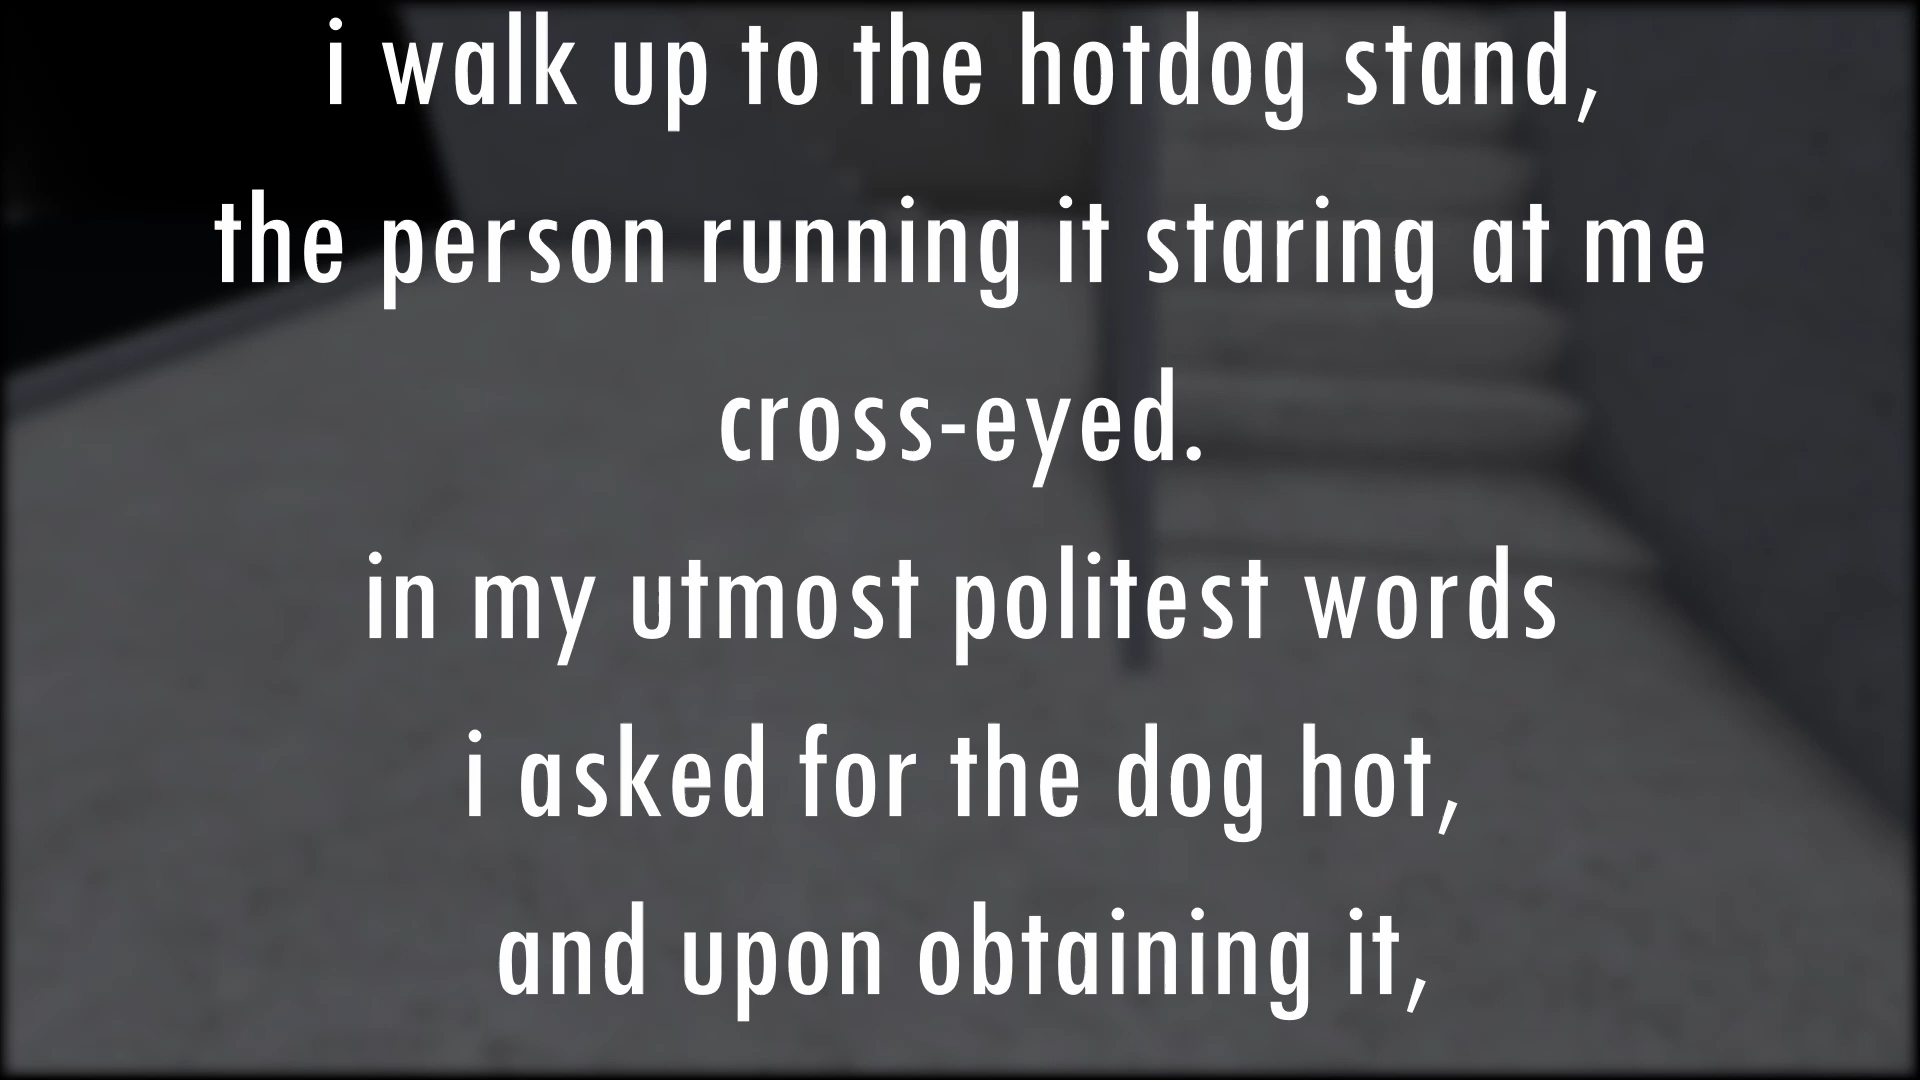 i walk up to the hotdog stand,
the person running it staring at me
cross-eyed.
in my utmost politest words
i asked for the dog hot,
and upon obtaining it,